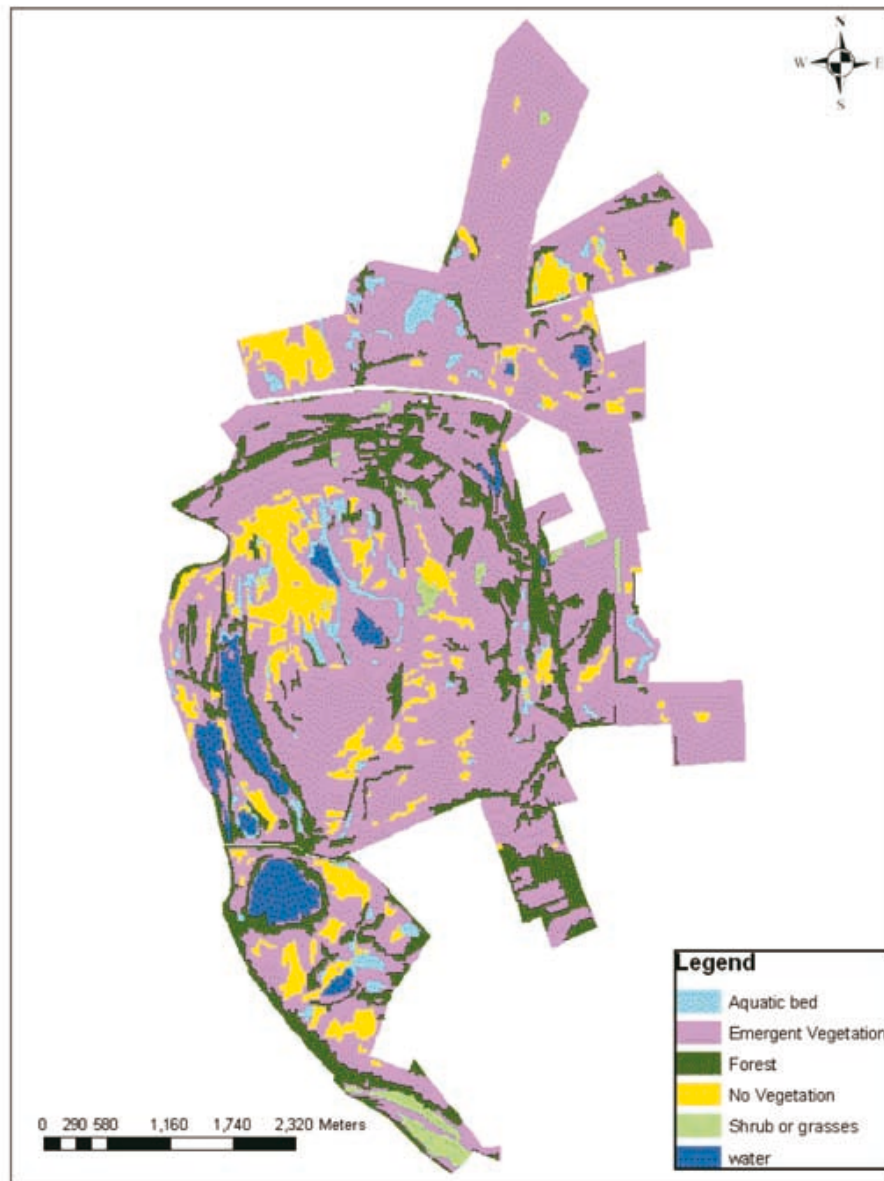 N
W E
S
Legend
Aquatic bed
Emergent Vegetation
Forest
No Vegetation
Shrub or grasses
water
0 290 580 1,160 1,740 2,320 Meters